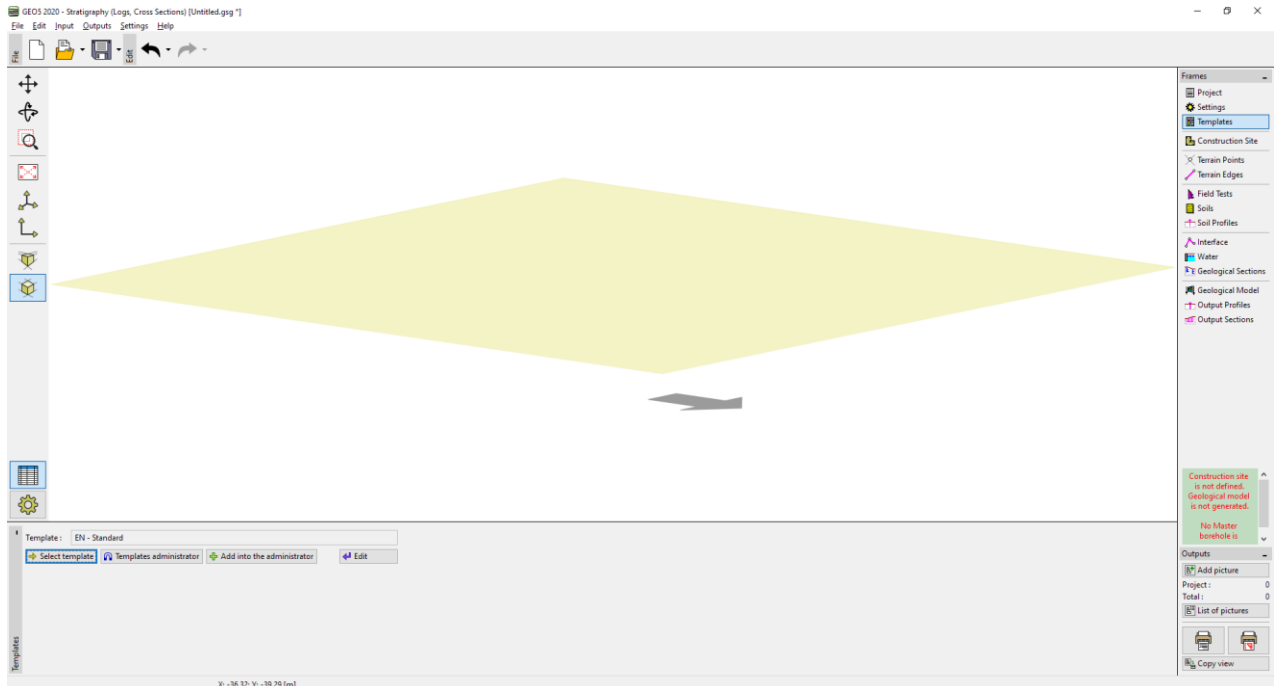 GEO5 2020 - Stratigraphy (Logs, Cross Sections) [Untitled.gsg *]
File Edit Input Outputs Settings Help
File
Edit
Frames
Project
Settings
Templates
Construction Site
Terrain Points
Terrain Edges
Field Tests
Soils
Soil Profiles
Interface
Water
Geological Sections
Geological Model
Output Profiles
Output Sections
Construction site
is not defined.
Geological model
is not generated.
No Master
borehole is
Template : EN - Standard
Select template Templates administrator Add into the administrator Edit
Templates
Outputs
Add picture
Project : 0
Total : 0
List of pictures
Copy view
X: -36,32; Y: -39,29 [m]